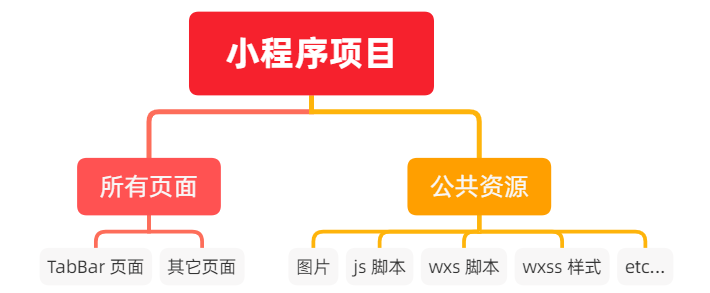 小程序项目
所有页面
公共资源
TabBar 页面
其它页面
图片
js 脚本
wxs 脚本
wxss 样式
etc...